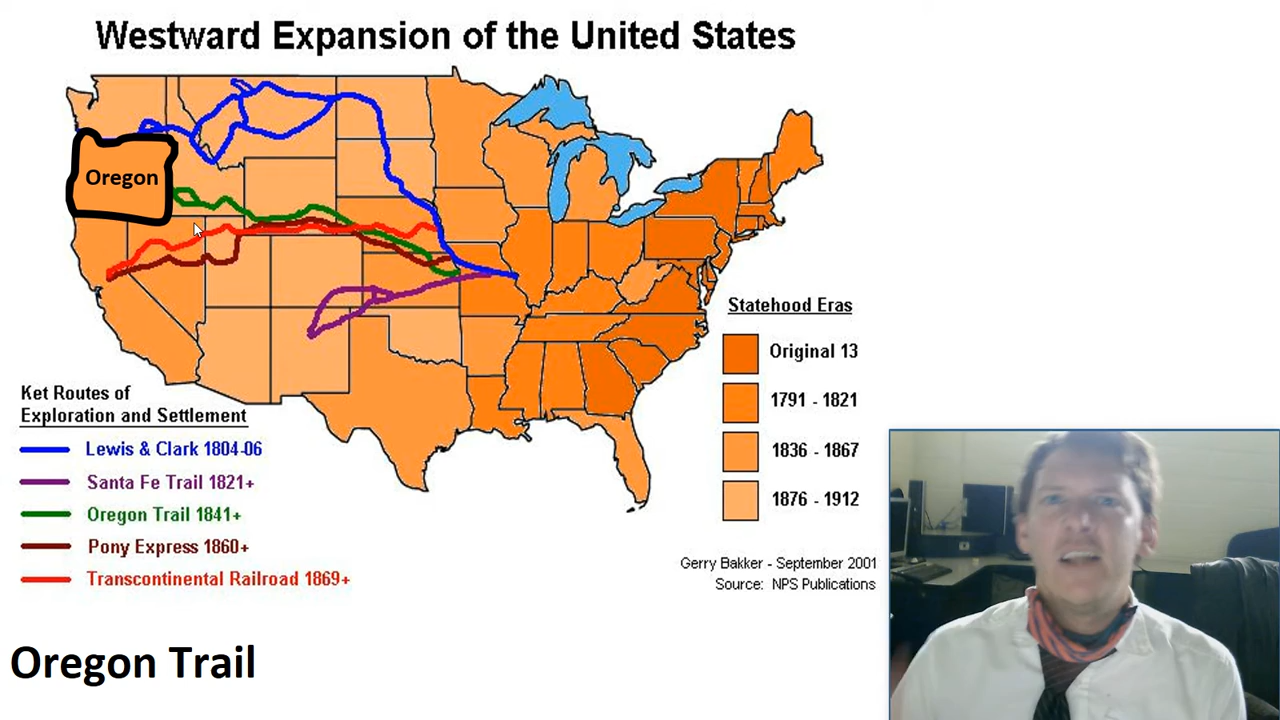 Westward Expansion of the United States
Oregon
Statehood Eras
Original 13
1791 - 1821
1836 - 1867
1876 - 1912
Ket Routes of
Exploration and Settlement
Lewis & Clark 1804-06
Santa Fe Trail 1821+
Oregon Trail 1841+
Pony Express 1860+
Transcontinental Railroad 1869+
Gerry Bakker - September 2001
Source: NPS Publications
Oregon Trail